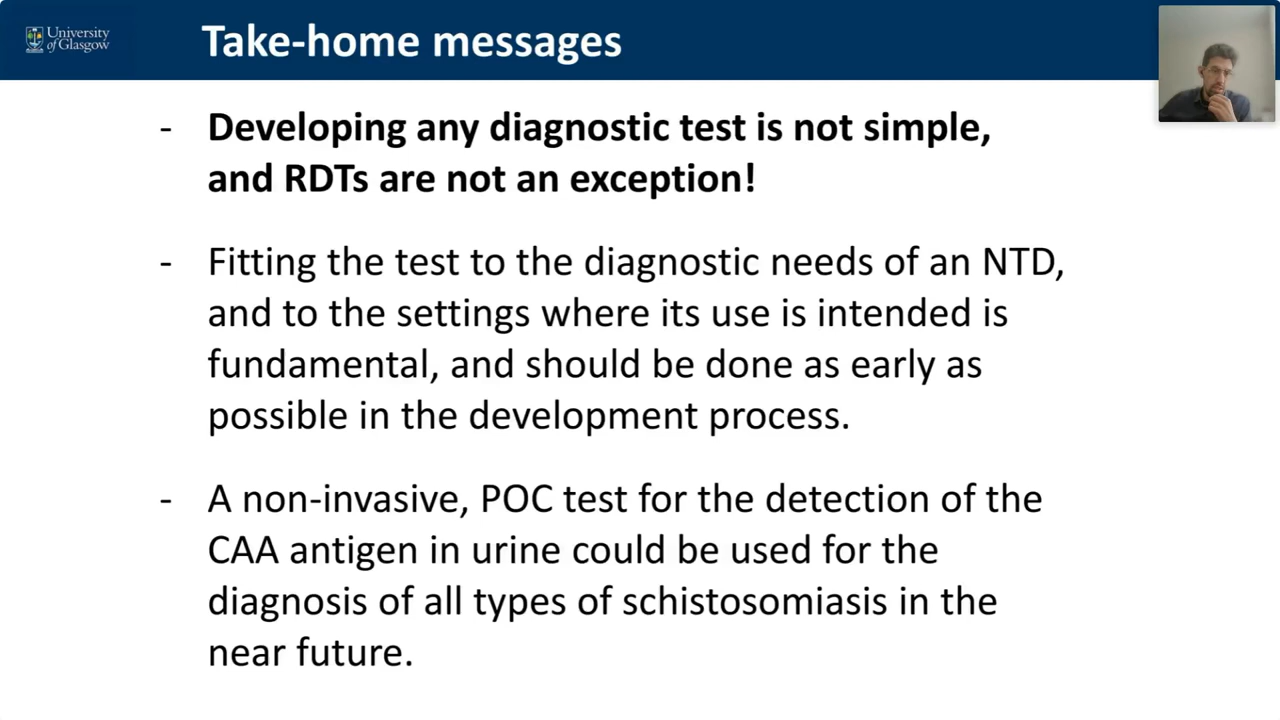 University
of Glasgow
Take-home messages
- Developing any diagnostic test is not simple,
and RDTs are not an exception!
- Fitting the test to the diagnostic needs of an NTD,
and to the settings where its use is intended is
fundamental, and should be done as early as
possible in the development process.
- A non-invasive, POC test for the detection of the
CAA antigen in urine could be used for the
diagnosis of all types of schistosomiasis in the
near future.